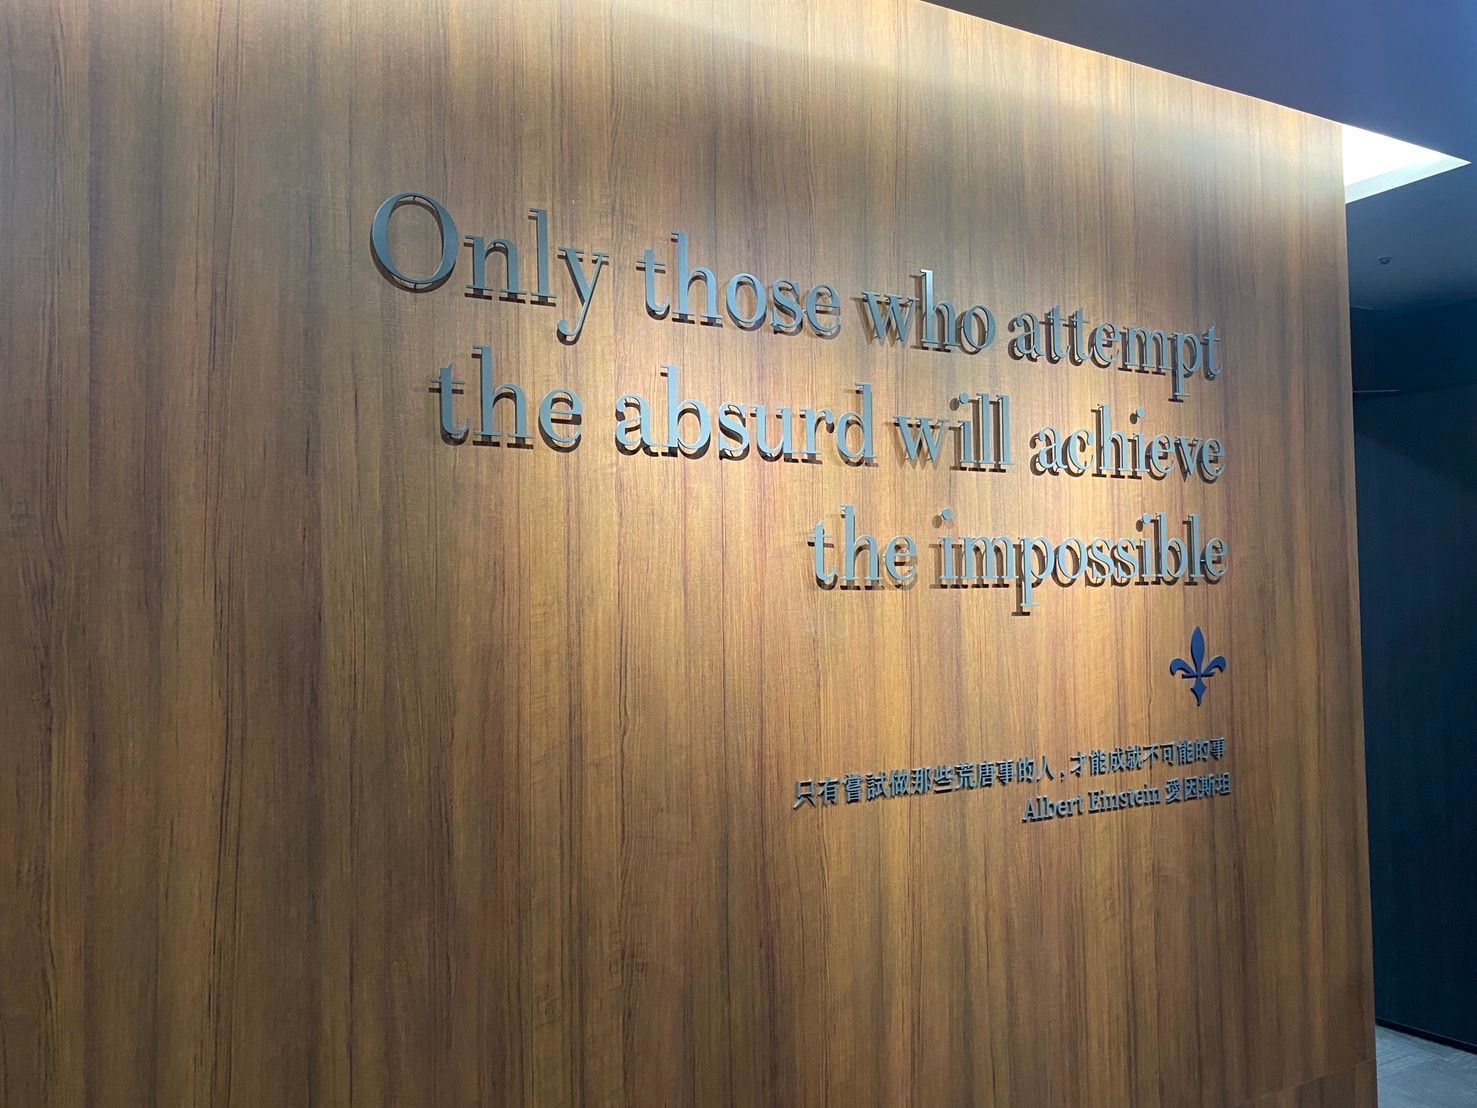 Only those who attempt
the absurd will achieve
the impossible
只有嘗試做那些荒唐事的人，才能成就不可能的事
Albert Einstein 愛因斯坦